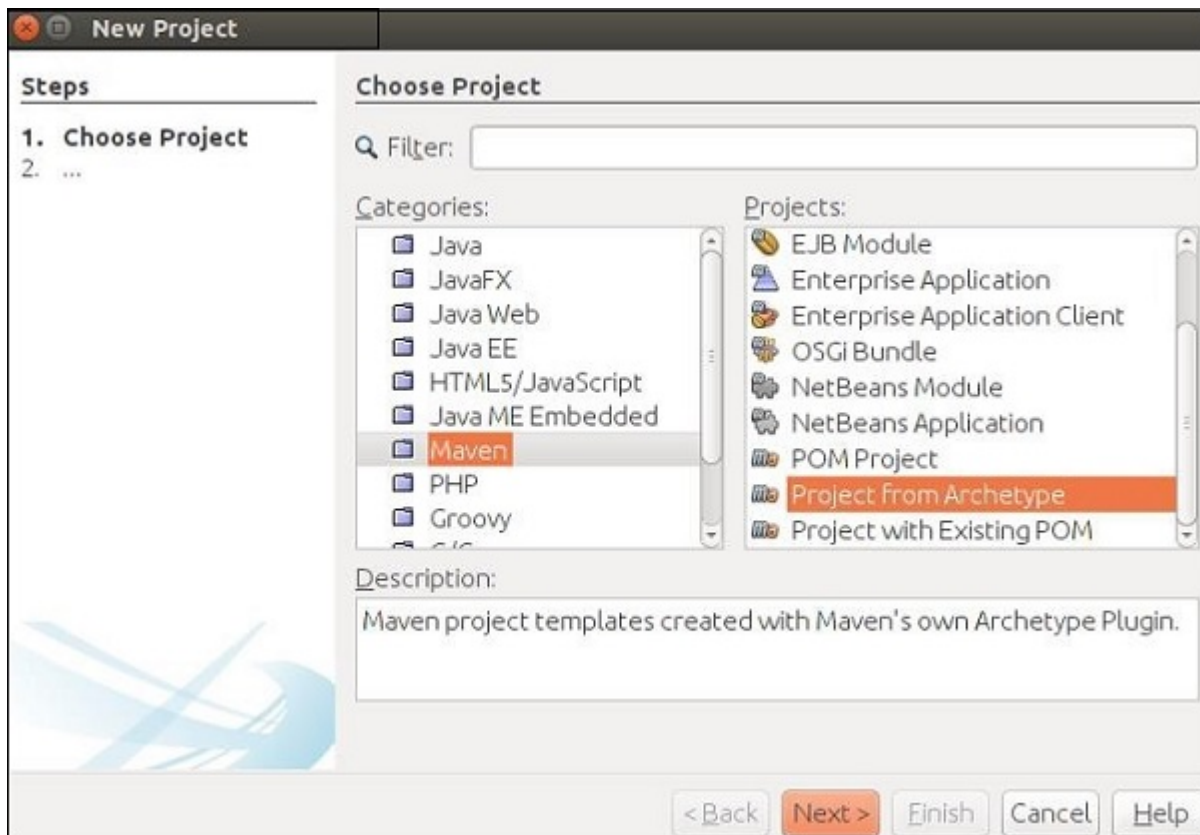 New Project
Steps
1. Choose Project
2. ...
Choose Project
Filter:
Categories:
Java
JavaFX
Java Web
Java EE
HTML5/JavaScript
Java ME Embedded
Maven
PHP
Groovy
Projects:
EJB Module
Enterprise Application
Enterprise Application Client
OSGi Bundle
NetBeans Module
NetBeans Application
POM Project
Project from Archetype
Project with Existing POM
Description:
Maven project templates created with Maven's own Archetype Plugin.
< Back Next > Finish Cancel Help